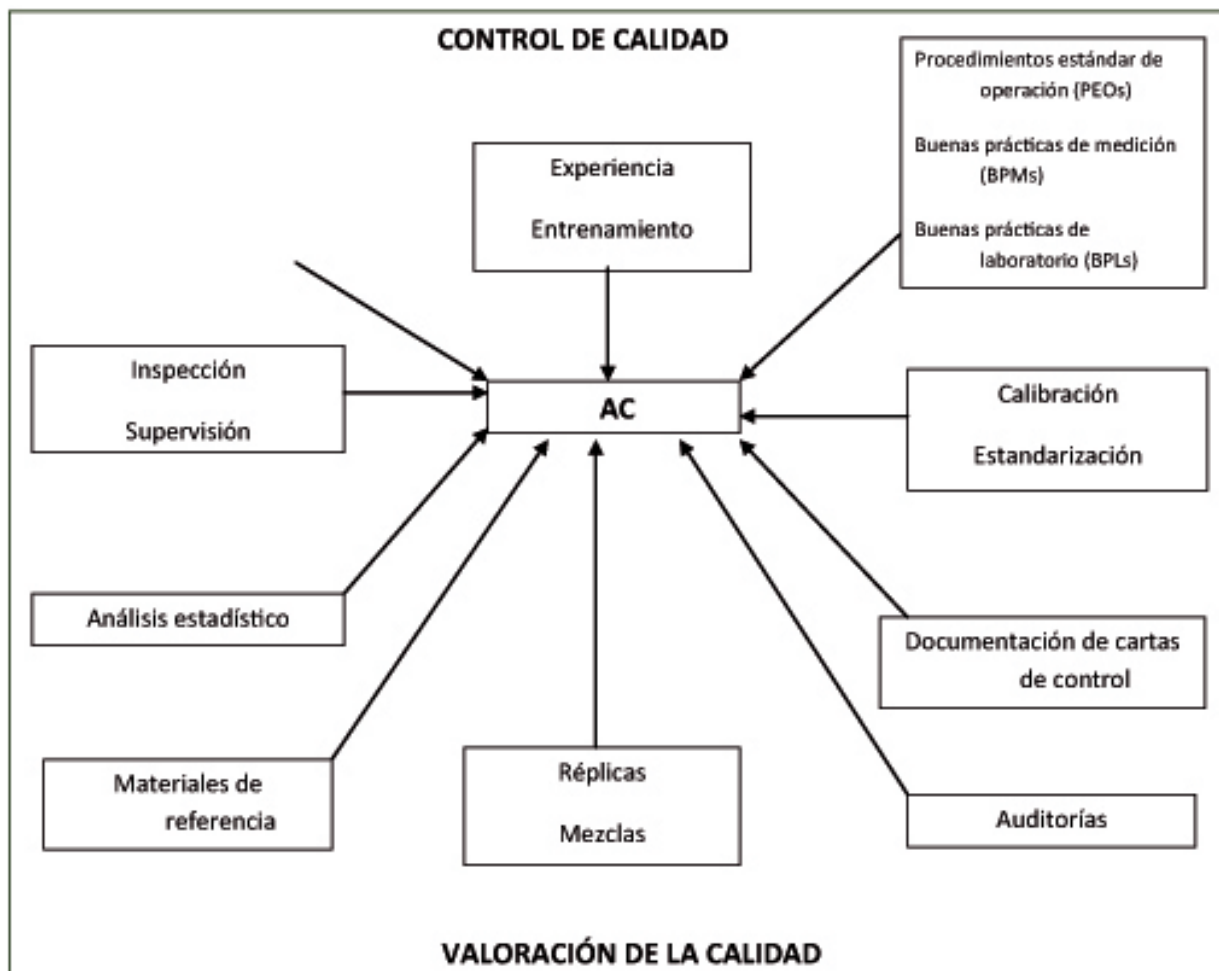 CONTROL DE CALIDAD
Procedimientos estándar de
operación (PEOs)
Buenas prácticas de medición
(BPMs)
Buenas prácticas de
laboratorio (BPLs)
Experiencia
Entrenamiento
Inspección
Supervisión
AC
Calibración
Estandarización
Análisis estadístico
Documentación de cartas
de control
Materiales de
referencia
Réplicas
Mezclas
Auditorías
VALORACIÓN DE LA CALIDAD